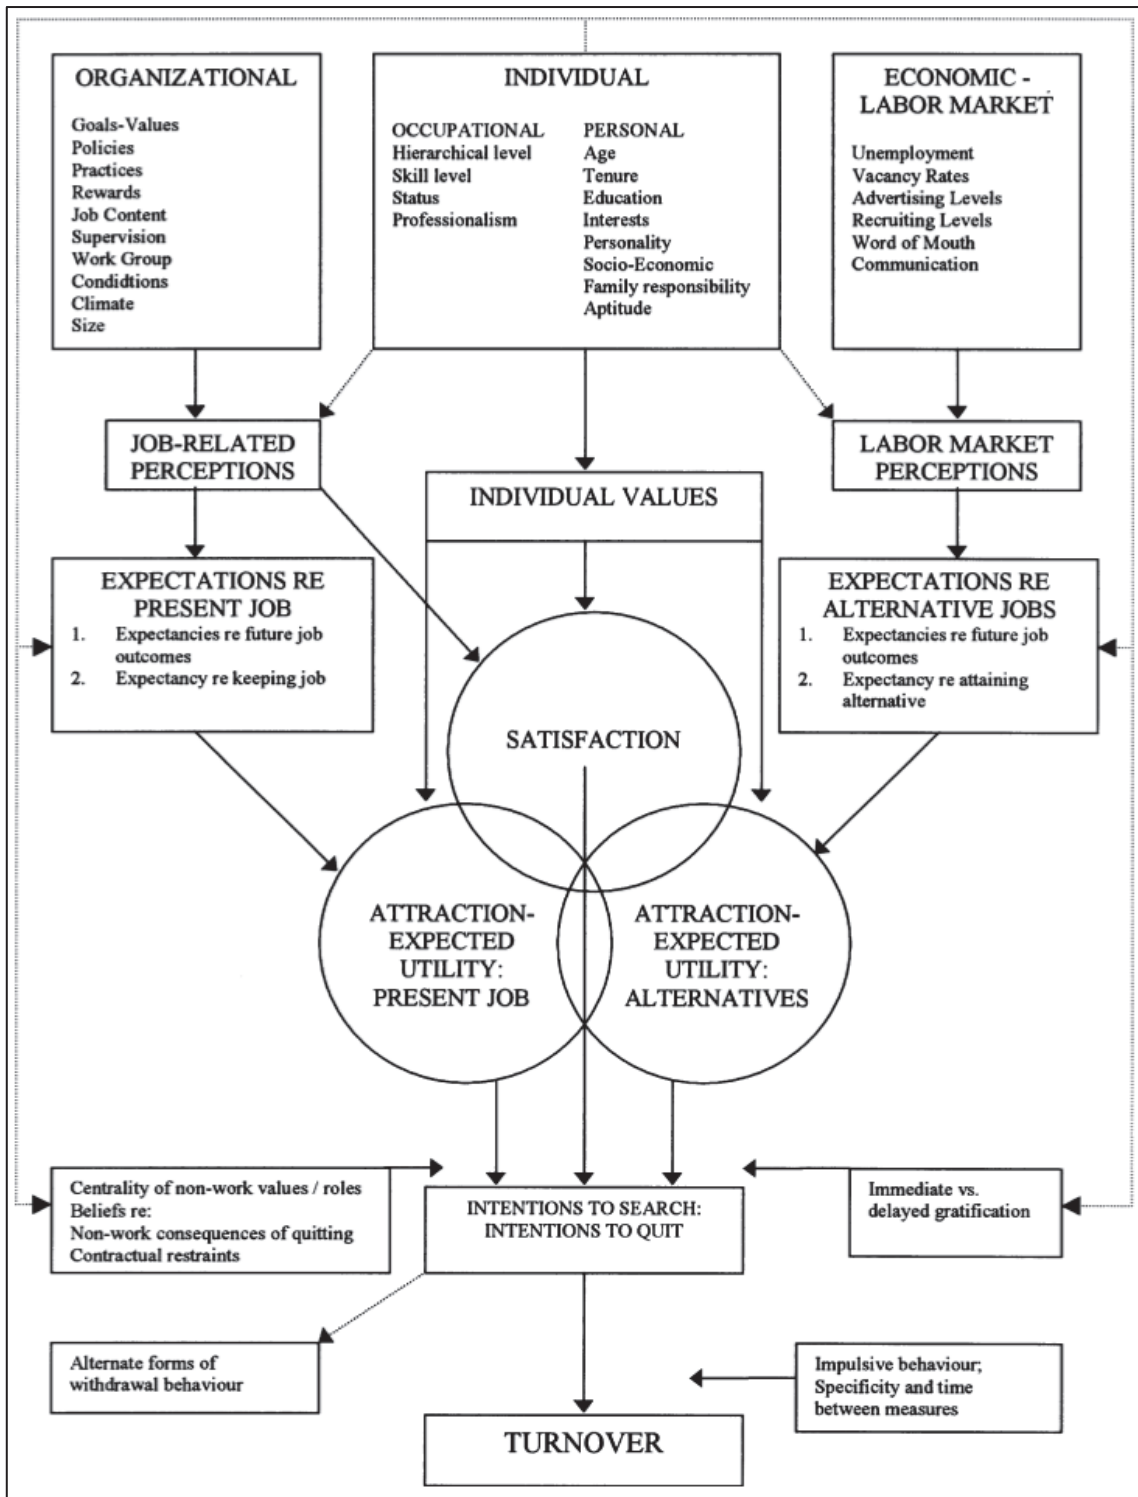 ORGANIZATIONAL
Goals-Values
Policies
Practices
Rewards
Job Content
Supervision
Work Group
Condidtions
Climate
Size
INDIVIDUAL
OCCUPATIONAL
Hierarchical level
Skill level
Status
Professionalism
PERSONAL
Age
Tenure
Education
Interests
Personality
Socio-Economic
Family responsibility
Aptitude
ECONOMIC -
LABOR MARKET
Unemployment
Vacancy Rates
Advertising Levels
Recruiting Levels
Word of Mouth
Communication
JOB-RELATED
PERCEPTIONS
INDIVIDUAL VALUES
LABOR MARKET
PERCEPTIONS
EXPECTATIONS RE
PRESENT JOB
1. Expectancies re future job
outcomes
2. Expectancy re keeping job
EXPECTATIONS RE
ALTERNATIVE JOBS
1. Expectancies re future job
outcomes
2. Expectancy re attaining
alternative
SATISFACTION
ATTRACTION-
EXPECTED
UTILITY:
PRESENT JOB
ATTRACTION-
EXPECTED
UTILITY:
ALTERNATIVES
Centrality of non-work values / roles
Beliefs re:
Non-work consequences of quitting
Contractual restraints
INTENTIONS TO SEARCH:
INTENTIONS TO QUIT
Immediate vs.
delayed gratification
Alternate forms of
withdrawal behaviour
Impulsive behaviour;
Specificity and time
between measures
TURNOVER